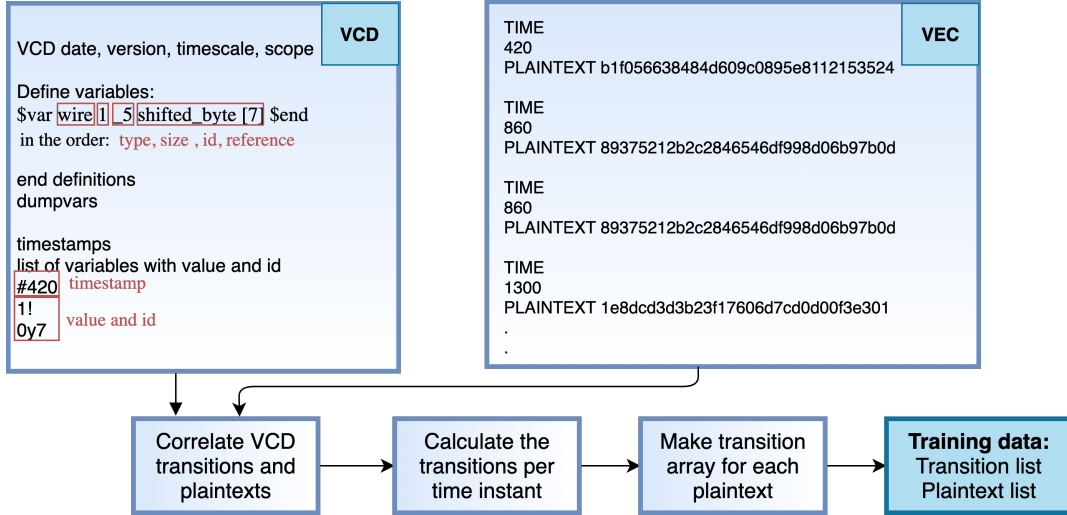 VCD
VCD date, version, timescale, scope
Define variables:
$var wire 1 _5 shifted_byte [7] $end
in the order: type, size , id, reference
end definitions
dumpvars
timestamps
list of variables with value and id
#420 timestamp
1!
0y7
value and id
VEC
TIME
420
PLAINTEXT b1f056638484d609c0895e8112153524
TIME
860
PLAINTEXT 89375212b2c2846546df998d06b97b0d
TIME
860
PLAINTEXT 89375212b2c2846546df998d06b97b0d
TIME
1300
PLAINTEXT 1e8dcd3d3b23f17606d7cd0d00f3e301
.
.
Correlate VCD
transitions and
plaintexts
Calculate the
transitions per
time instant
Make transition
array for each
plaintext
Training data:
Transition list
Plaintext list